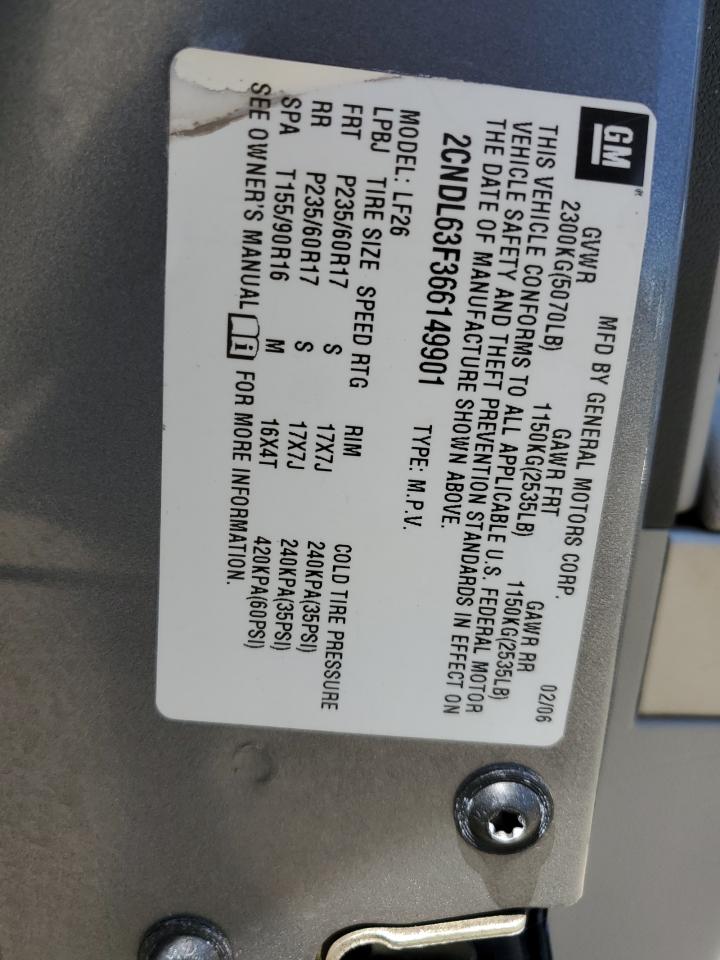 GM®
MFD BY GENERAL MOTORS CORP. 02/06
GVWR GAWR FRT GAWR RR
2300KG(5070LB) 1150KG(2535LB) 1150KG(2535LB)
THIS VEHICLE CONFORMS TO ALL APPLICABLE U.S. FEDERAL MOTOR
VEHICLE SAFETY AND THEFT PREVENTION STANDARDS IN EFFECT ON
THE DATE OF MANUFACTURE SHOWN ABOVE.
2CNDL63F366149901 TYPE: M.P.V.
MODEL: LF26
LPBJ TIRE SIZE SPEED RTG RIM COLD TIRE PRESSURE
FRT P235/60R17 S 17X7J 240KPA(35PSI)
RR P235/60R17 S 17X7J 240KPA(35PSI)
SPA T155/90R16 M 16X4T 420KPA(60PSI)
SEE OWNER'S MANUAL i FOR MORE INFORMATION.